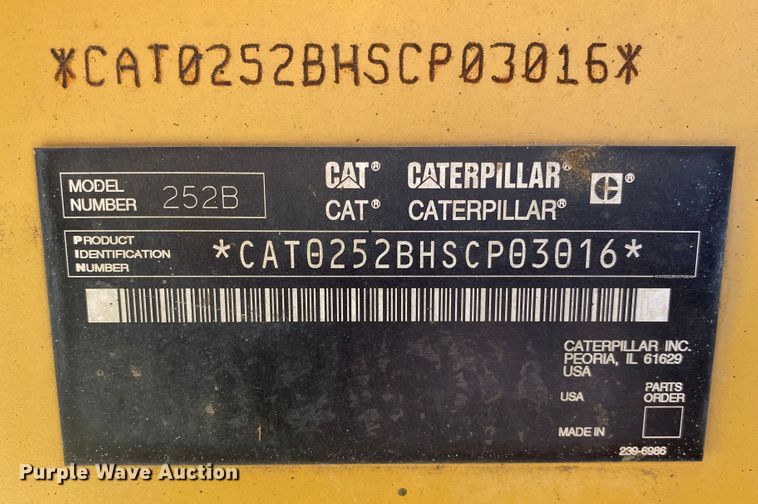 *CAT0252BHSCP03016*
MODEL NUMBER 252B
CAT® CATERPILLAR® C®
CAT® CATERPILLAR®
PRODUCT IDENTIFICATION NUMBER *CAT0252BHSCP03016*
*CAT0252BHSCP03016*
CATERPILLAR INC.
PEORIA, IL 61629
USA
USA
PARTS ORDER
MADE IN
239-6986
Purple Wave Auction